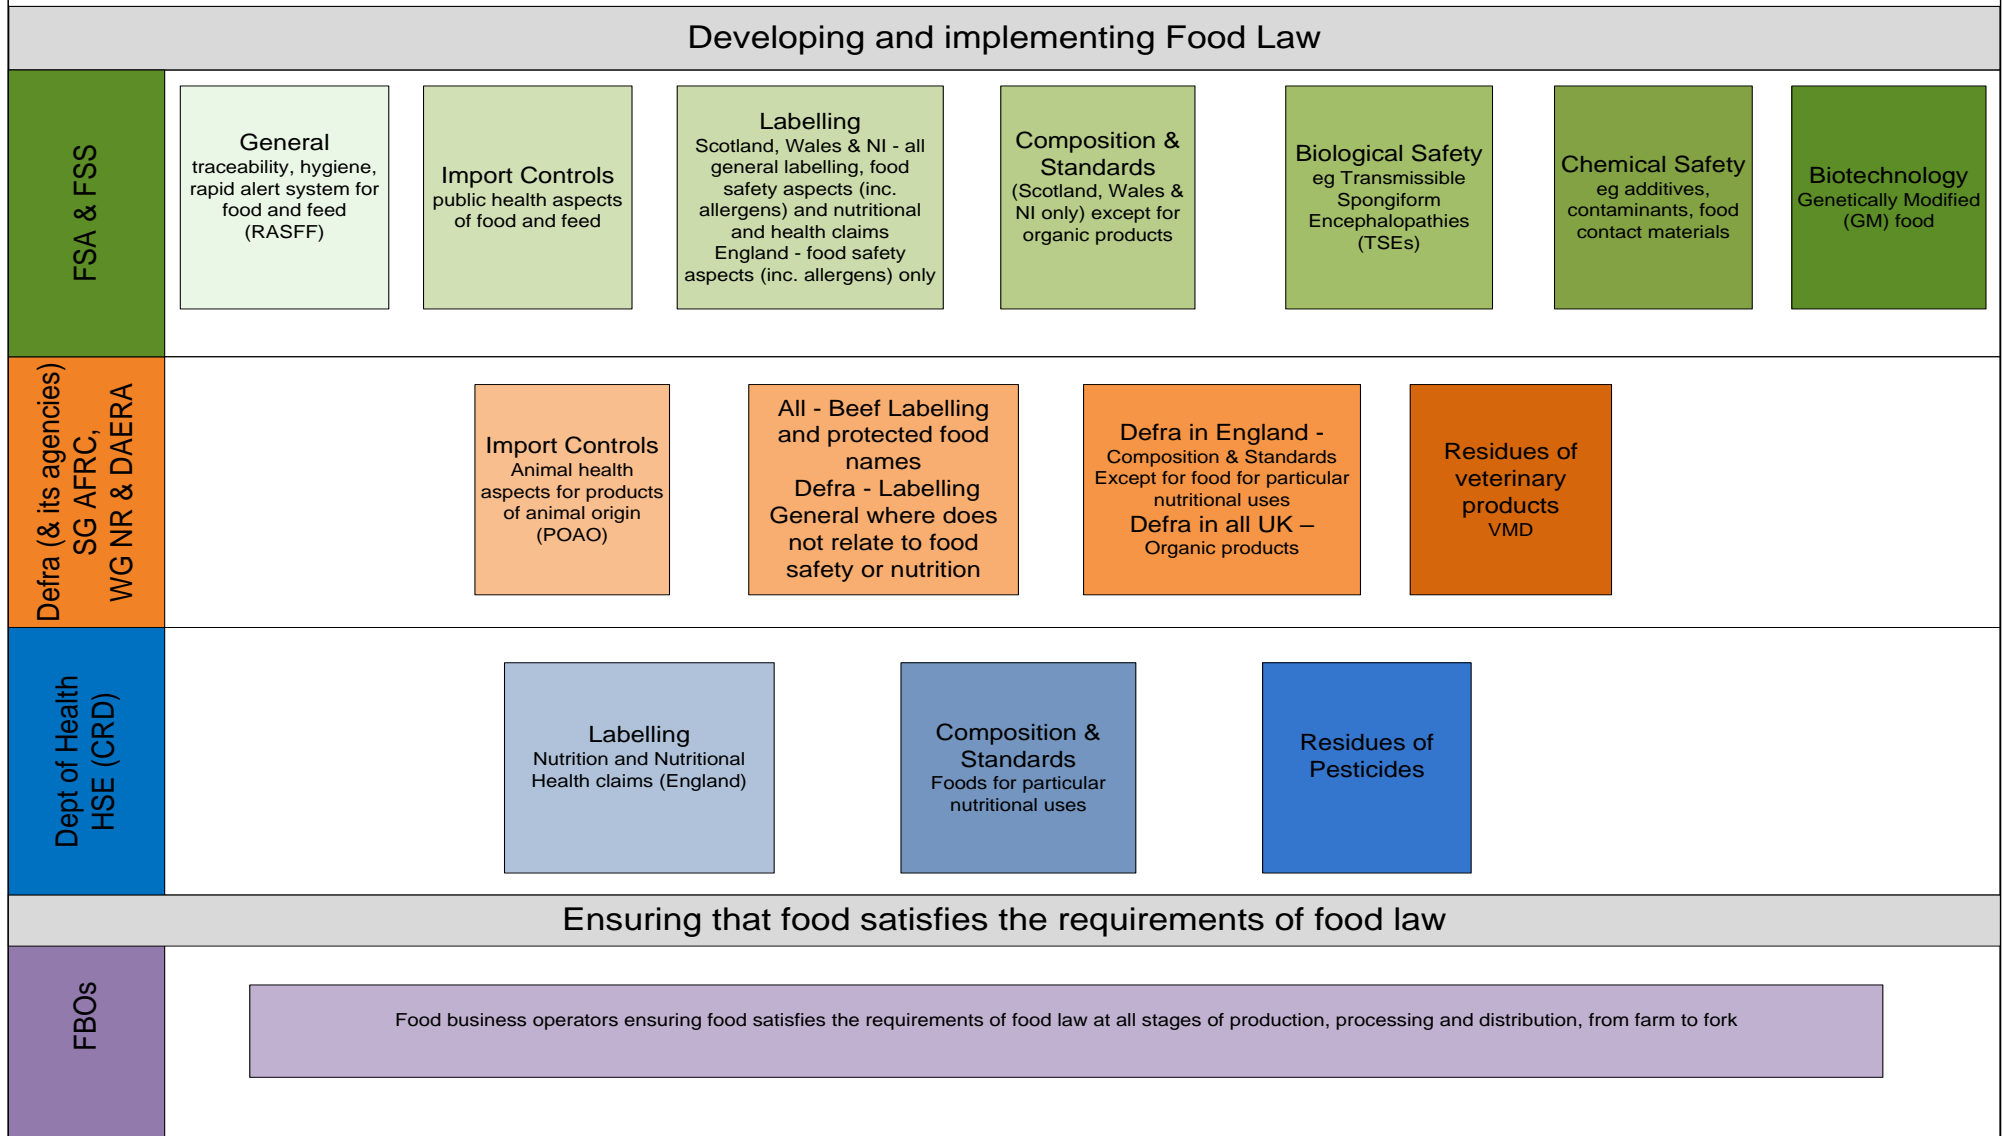 Developing and implementing Food Law
FSA & FSS
General
traceability, hygiene,
rapid alert system for
food and feed
(RASFF)
Import Controls
public health aspects
of food and feed
Labelling
Scotland, Wales & NI - all
general labelling, food
safety aspects (inc.
allergens) and nutritional
and health claims
England - food safety
aspects (inc. allergens) only
Composition &
Standards
(Scotland, Wales &
NI only) except for
organic products
Biological Safety
eg Transmissible
Spongiform
Encephalopathies
(TSEs)
Chemical Safety
eg additives,
contaminants, food
contact materials
Biotechnology
Genetically Modified
(GM) food
Defra (& its agencies)
SG AFRC,
WG NR & DAERA
Import Controls
Animal health
aspects for products
of animal origin
(POAO)
All - Beef Labelling
and protected food
names
Defra - Labelling
General where does
not relate to food
safety or nutrition
Defra in England -
Composition & Standards
Except for food for particular
nutritional uses
Defra in all UK –
Organic products
Residues of
veterinary
products
VMD
Dept of Health
HSE (CRD)
Labelling
Nutrition and Nutritional
Health claims (England)
Composition &
Standards
Foods for particular
nutritional uses
Residues of
Pesticides
Ensuring that food satisfies the requirements of food law
FBOs
Food business operators ensuring food satisfies the requirements of food law at all stages of production, processing and distribution, from farm to fork